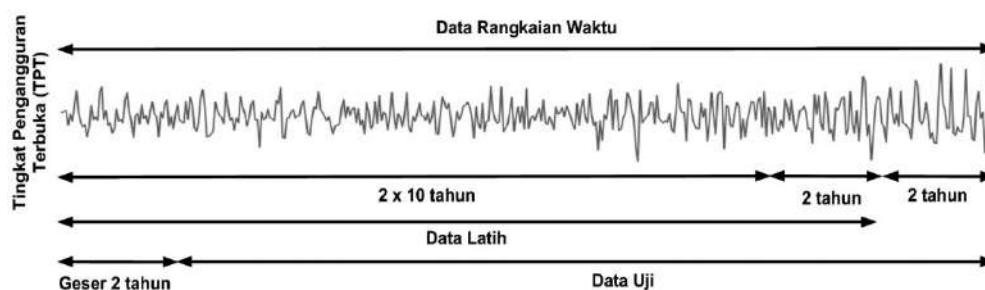 Data Rangkaian Waktu
Tingkat Pengangguran
Terbuka (TPT)
2 x 10 tahun
2 tahun
2 tahun
Data Latih
Geser 2 tahun
Data Uji